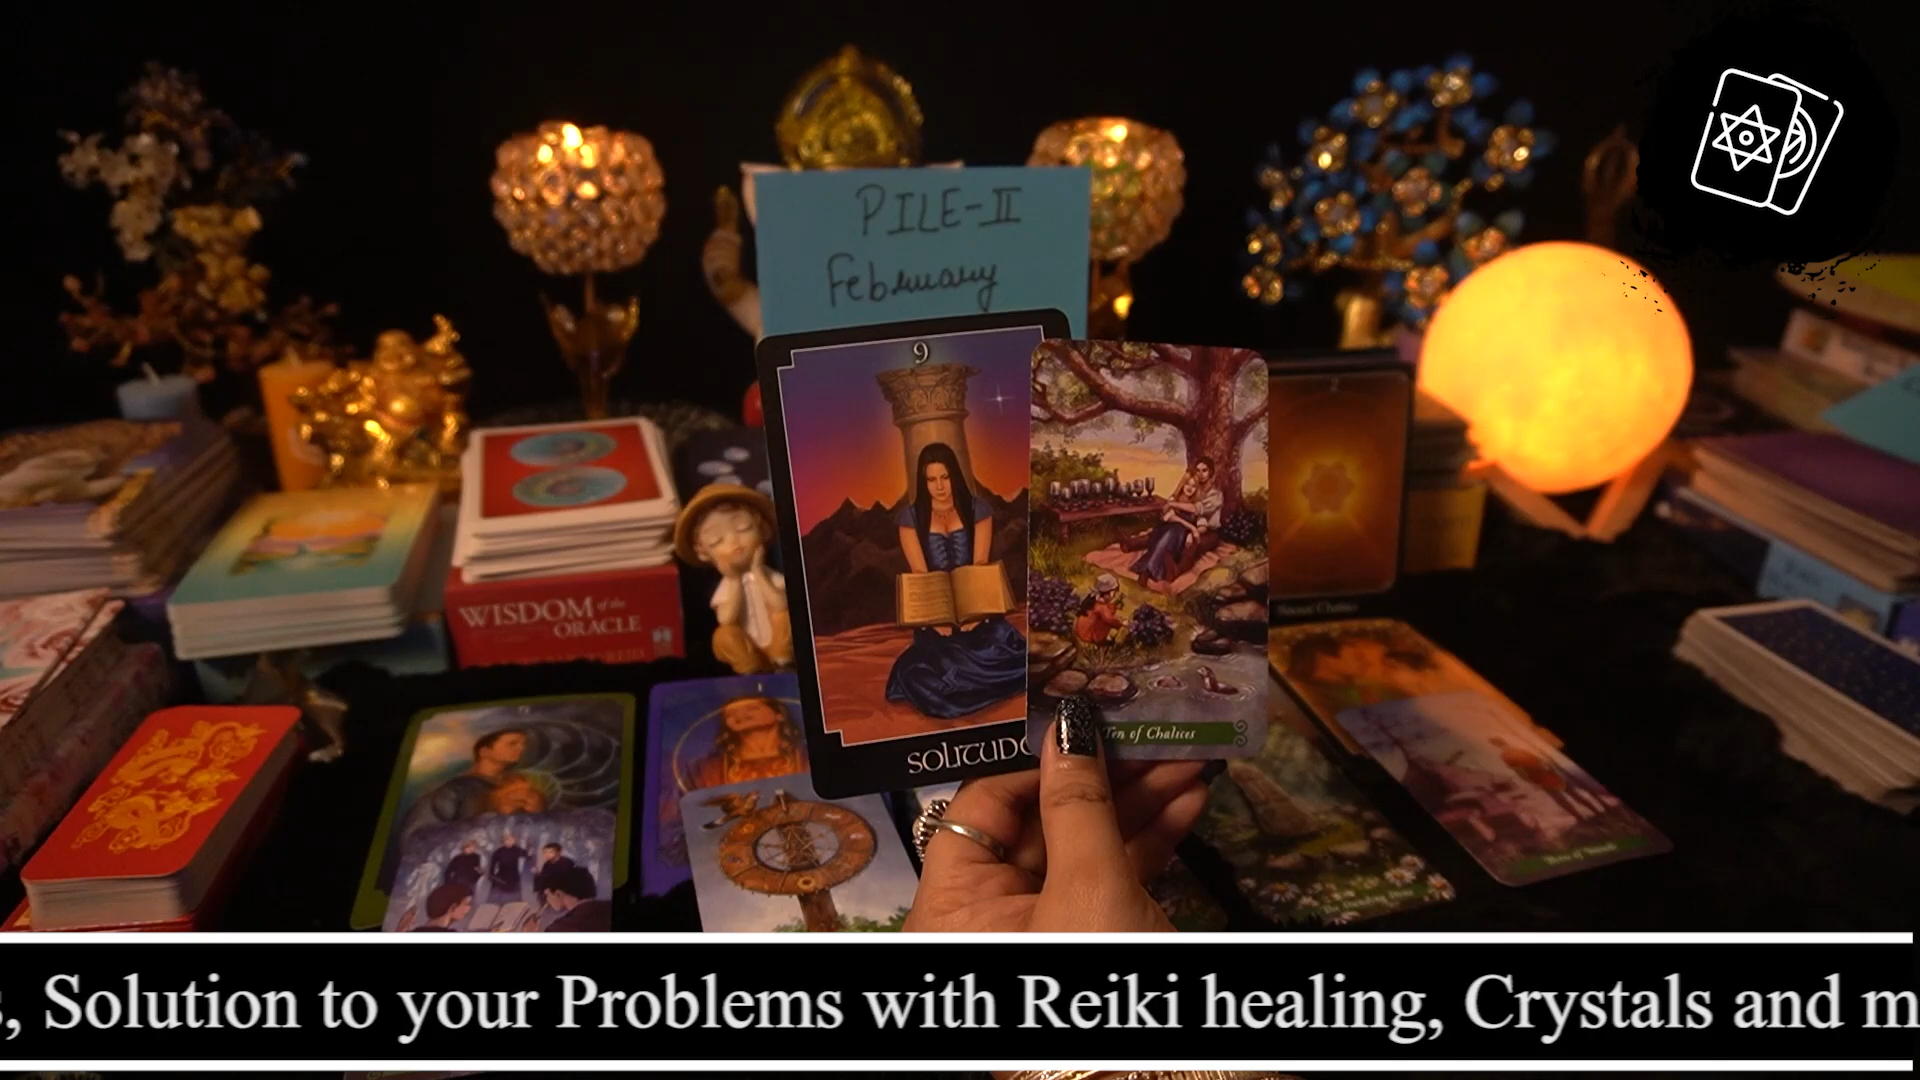 PILE-II
February
9
SOLITUD
Ten of Chalices
WISDOM of the
ORACLE
, Solution to your Problems with Reiki healing, Crystals and m